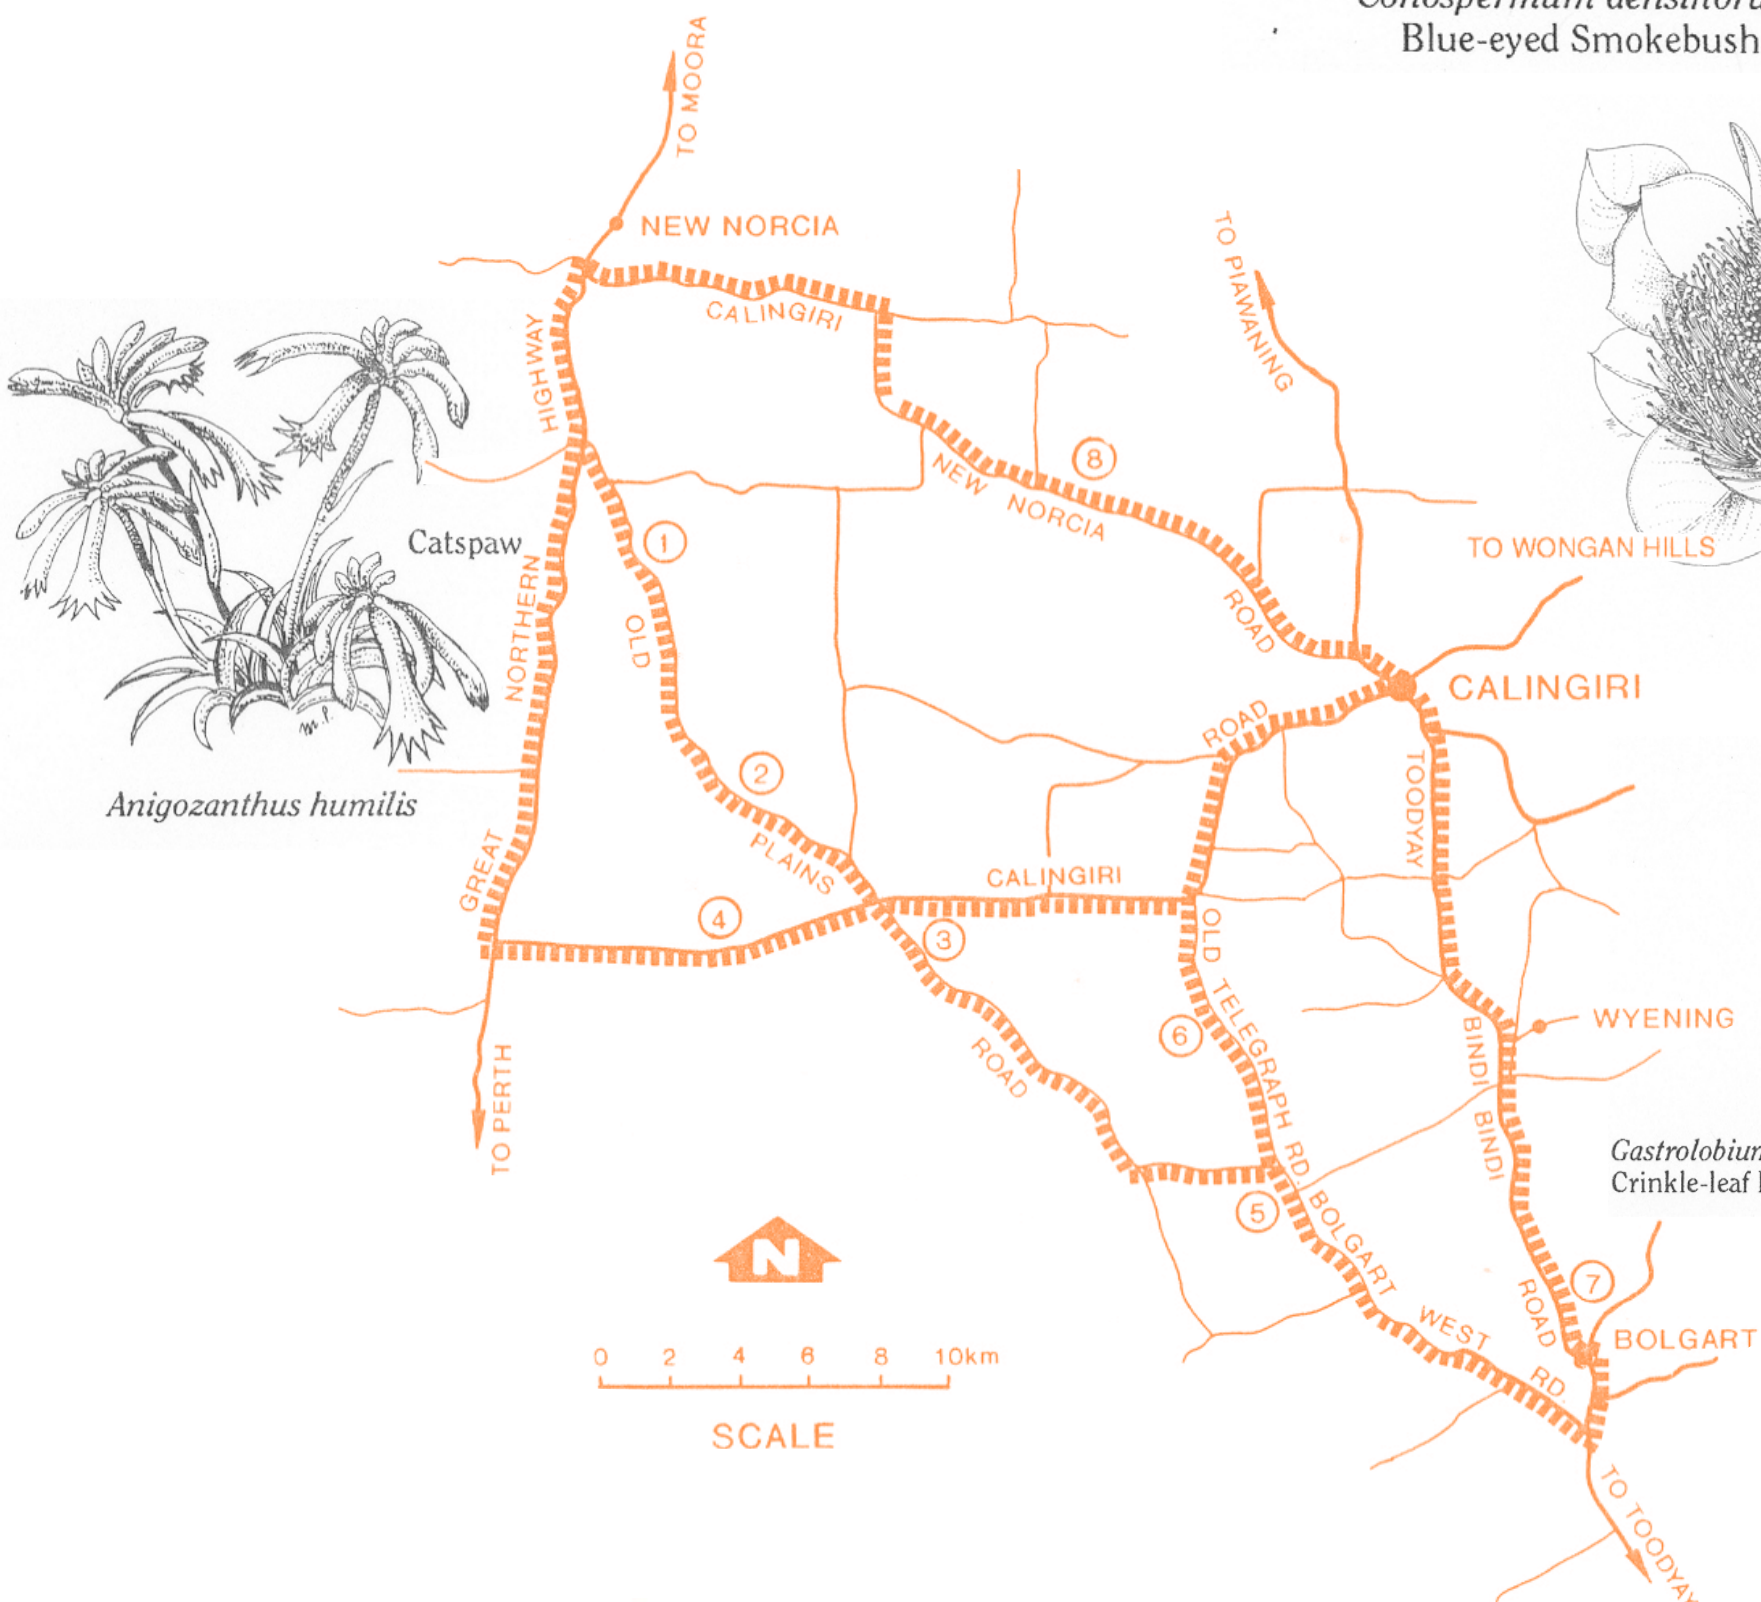 Blue-eyed Smokebush
TO MOORA
NEW NORCIA
CALINGIRI
HIGHWAY
TO PIAWANING
8
NEW NORCIA
Catspaw
1
TO WONGAN HILLS
NORTHERN
OLD
ROAD
m.p.
CALINGIRI
ROAD
TOODYAY
2
Anigozanthus humilis
PLAINS
GREAT
CALINGIRI
4
3
OLD TELEGRAPH RD.
6
WYENING
ROAD
BINDI BINDI
TO PERTH
Gastrolobium
Crinkle-leaf
5
BOLGART
N
7
ROAD
WEST
BOLGART
0 2 4 6 8 10km
RD.
SCALE
TO TOODYAY